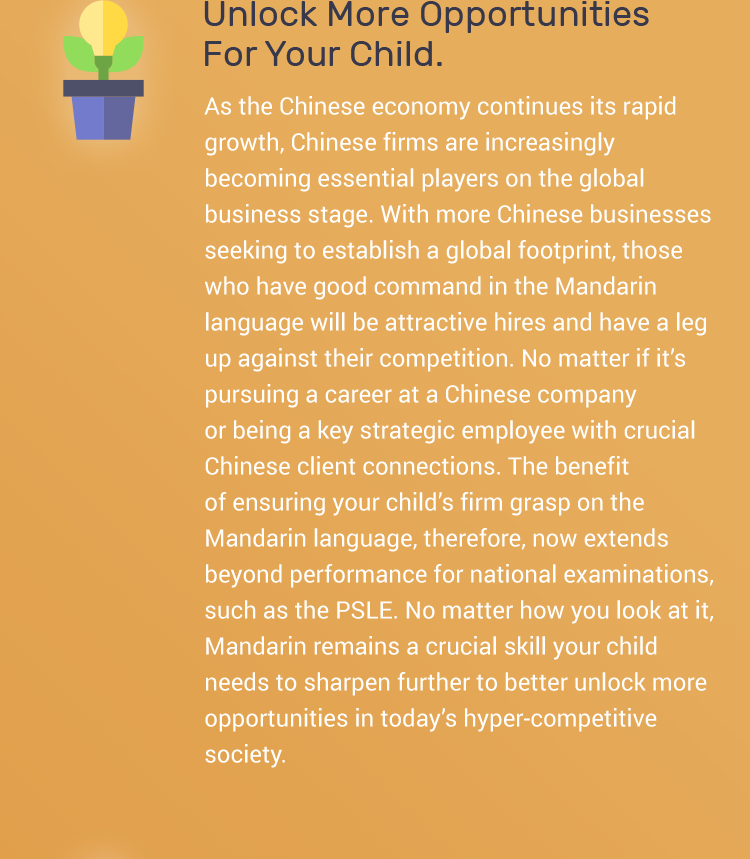 Unlock More Opportunities
For Your Child.
As the Chinese economy continues its rapid
growth, Chinese firms are increasingly
becoming essential players on the global
business stage. With more Chinese businesses
seeking to establish a global footprint, those
who have good command in the Mandarin
language will be attractive hires and have a leg
up against their competition. No matter if it’s
pursuing a career at a Chinese company
or being a key strategic employee with crucial
Chinese client connections. The benefit
of ensuring your child’s firm grasp on the
Mandarin language, therefore, now extends
beyond performance for national examinations,
such as the PSLE. No matter how you look at it,
Mandarin remains a crucial skill your child
needs to sharpen further to better unlock more
opportunities in today’s hyper-competitive
society.